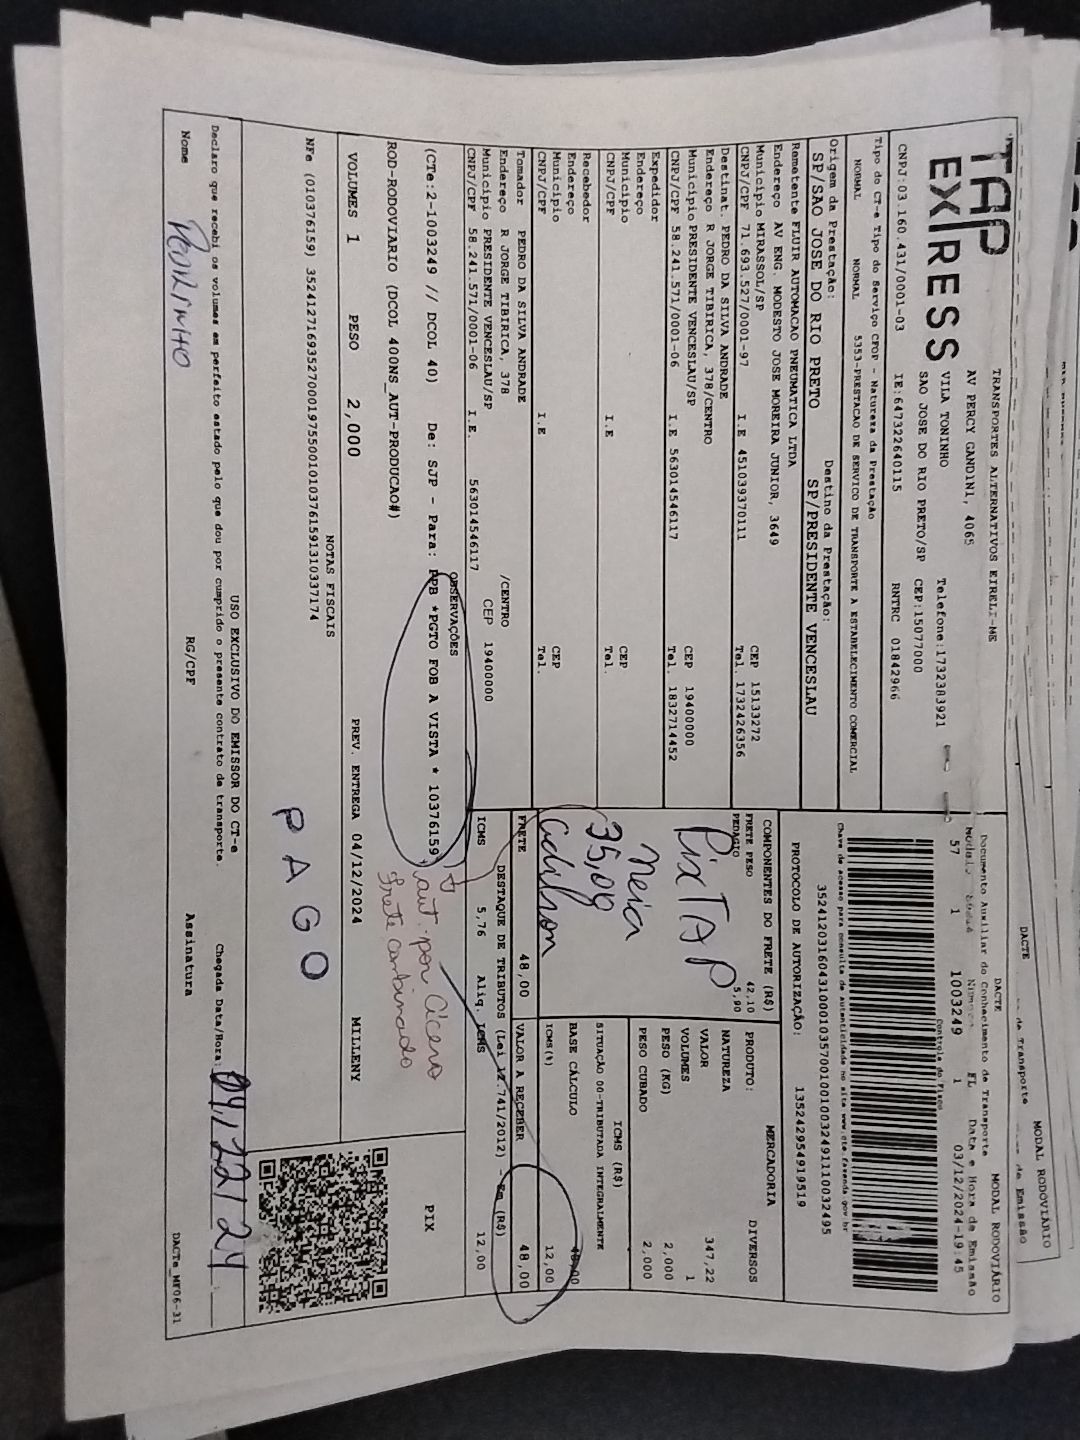 TAP
EXPRESS
TRANSPORTES ALTERNATIVOS EIRELI-ME
AV PERCY GANDINI, 4065
VILA TONINHO
SAO JOSE DO RIO PRETO/SP
Telefone:1732383921
CEP:15077000
CNPJ:03.160.431/0001-03
IE:647322640115
RNTRC 01842966
Tipo do CT-e Tipo do Serviço CFOP - Natureza da Prestação
NORMAL NORMAL 5353-PRESTACAO DE SERVICO DE TRANSPORTE A ESTABELECIMENTO COMERCIAL
Origem da Prestação: Destino da Prestação:
SP/SAO JOSE DO RIO PRETO SP/PRESIDENTE VENCESLAU
Remetente FLUIR AUTOMACAO PNEUMATICA LTDA
Endereço AV ENG. MODESTO JOSE MOREIRA JUNIOR, 3649
Município MIRASSOL/SP CEP 15133272
CNPJ/CPF 71.693.527/0001-97 I.E 451039370111 Tel. 1732426356
Destinat. PEDRO DA SILVA ANDRADE
Endereço R JORGE TIBIRICA, 378/CENTRO
Município PRESIDENTE VENCESLAU/SP CEP 19400000
CNPJ/CPF 58.241.571/0001-06 I.E 563014546117 Tel. 1832714452
Expedidor
Endereço
Município CEP
CNPJ/CPF I.E Tel.
Recebedor
Endereço
Município CEP
CNPJ/CPF I.E Tel.
Tomador PEDRO DA SILVA ANDRADE
Endereço R JORGE TIBIRICA, 378 /CENTRO
Município PRESIDENTE VENCESLAU/SP CEP 19400000
CNPJ/CPF 58.241.571/0001-06 I.E. 563014546117
MODAL RODOVIÁRIO
DACTE
DACTE MODAL RODOVIÁRIO
Documento Auxiliar do Conhecimento de Transporte
FL Data e Hora de Emissão
57 1 1003249 1 03/12/2024-19:45
Controle do Fisco
Chave de acesso para consulta de autenticidade no site www.cte.fazenda.gov.br
35241203160431000103570010010032491110032495
PROTOCOLO DE AUTORIZAÇÃO: 135242954919519
COMPONENTES DO FRETE (R$)
FRETE PESO 42,10
PEDAGIO 5,90
Pix TAP
Neia
35,00
Adilson
MERCADORIA
PRODUTO: DIVERSOS
NATUREZA
VALOR 347,22
VOLUMES 1
PESO (KG) 2,000
PESO CUBADO 2,000
ICMS (R$)
SITUAÇÃO 00-TRIBUTADA INTEGRALMENTE
BASE CÁLCULO 48,00
ICMS(%) 12,00
FRETE 48,00 VALOR A RECEBER 48,00
DESTAQUE DE TRIBUTOS (Lei 12.741/2012) - Em (R$)
ICMS 5,76 Aliq. ICMS 12,00
OBSERVAÇÕES
(CTe:2-1003249 // DCOL 40) De: SJP - Para: PPB *PGTO FOB A VISTA * 10376159
aut. por Cícero
frete combinado
PIX
ROD-RODOVIARIO (DCOL 400NS_AUT-PRODUCAO#)
VOLUMES 1 PESO 2,000 PREV. ENTREGA 04/12/2024 MILLENY
NOTAS FISCAIS
NFe (010376159) 35241271693527000197550010103761591310337174
PAGO
USO EXCLUSIVO DO EMISSOR DO CT-e
Declaro que recebi os volumes em perfeito estado pelo que dou por cumprido o presente contrato de transporte.
Chegada Data/Hora:
Nome RG/CPF Assinatura
PEDRINHO
DACTe_MF06-31